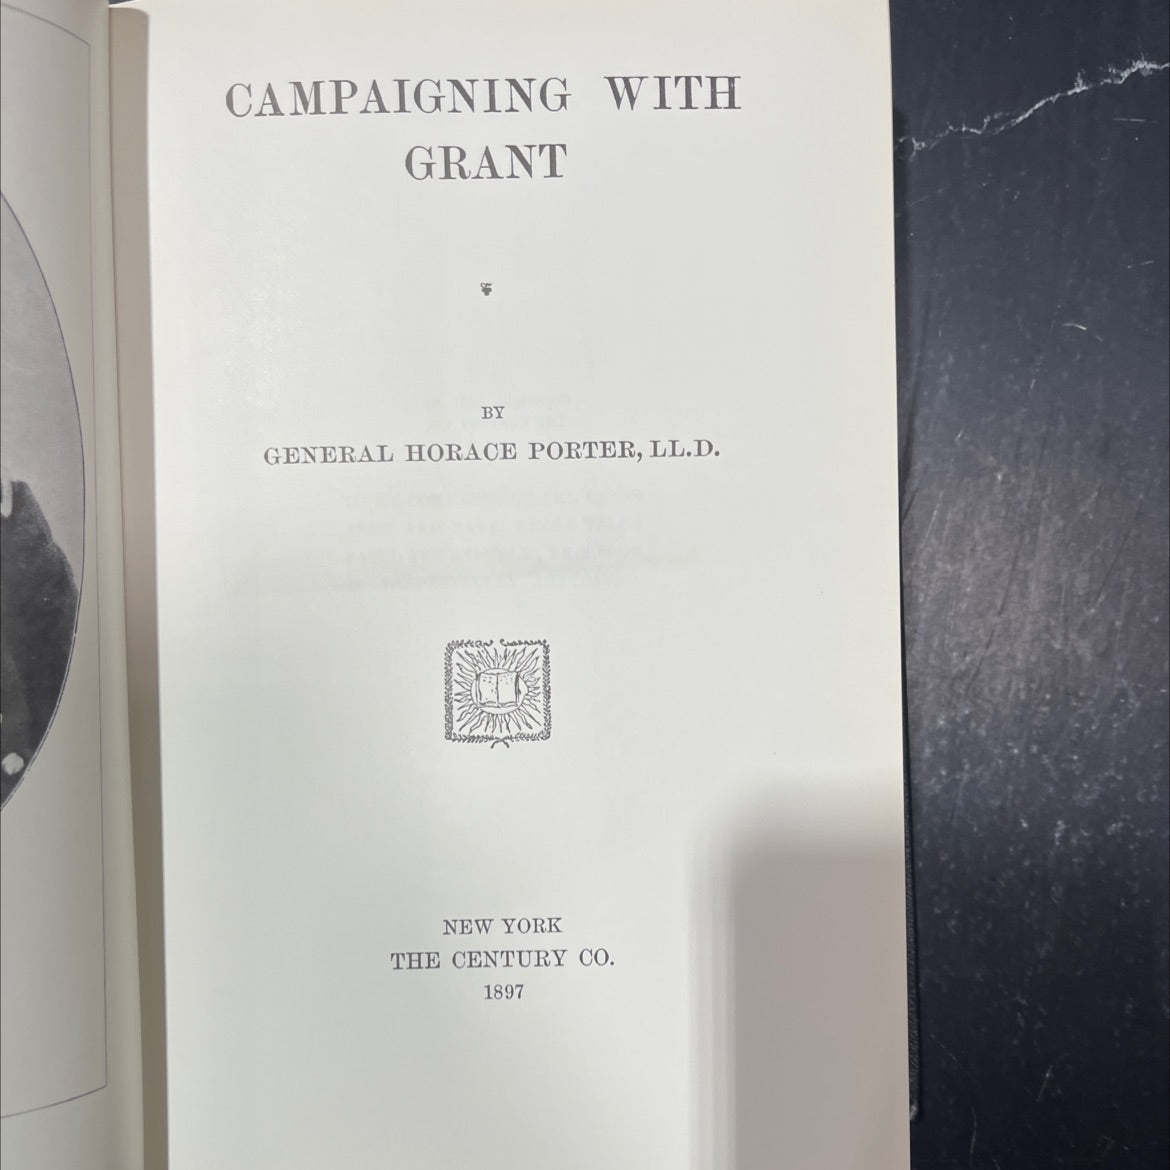 CAMPAIGNING WITH
GRANT
BY
GENERAL HORACE PORTER, LL.D.
NEW YORK
THE CENTURY CO.
1897